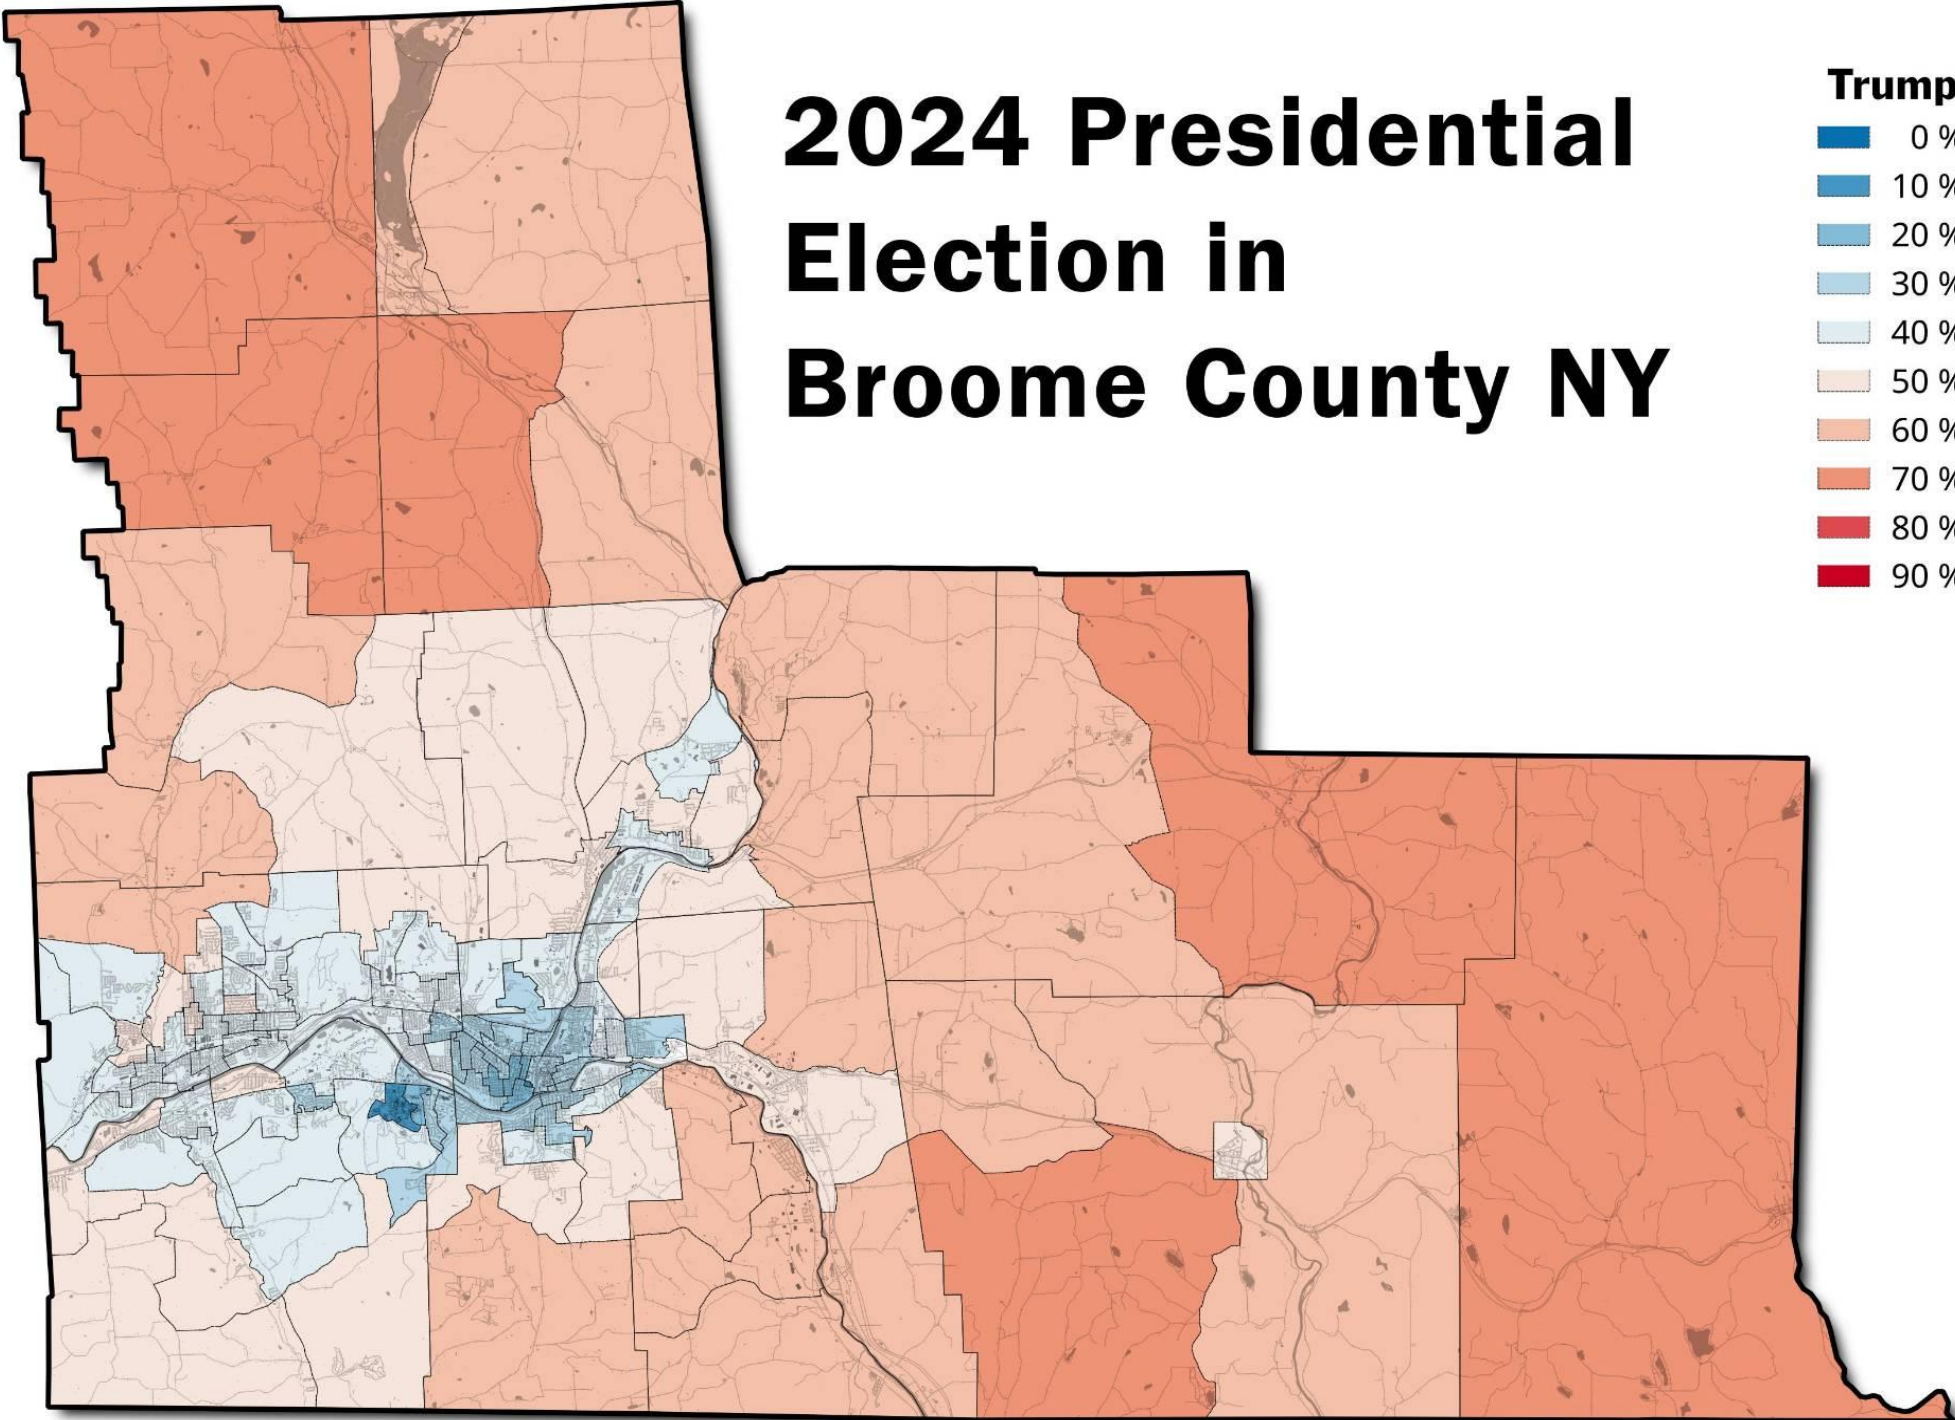 2024 Presidential
Election in
Broome County NY
Trump
0 %
10 %
20 %
30 %
40 %
50 %
60 %
70 %
80 %
90 %